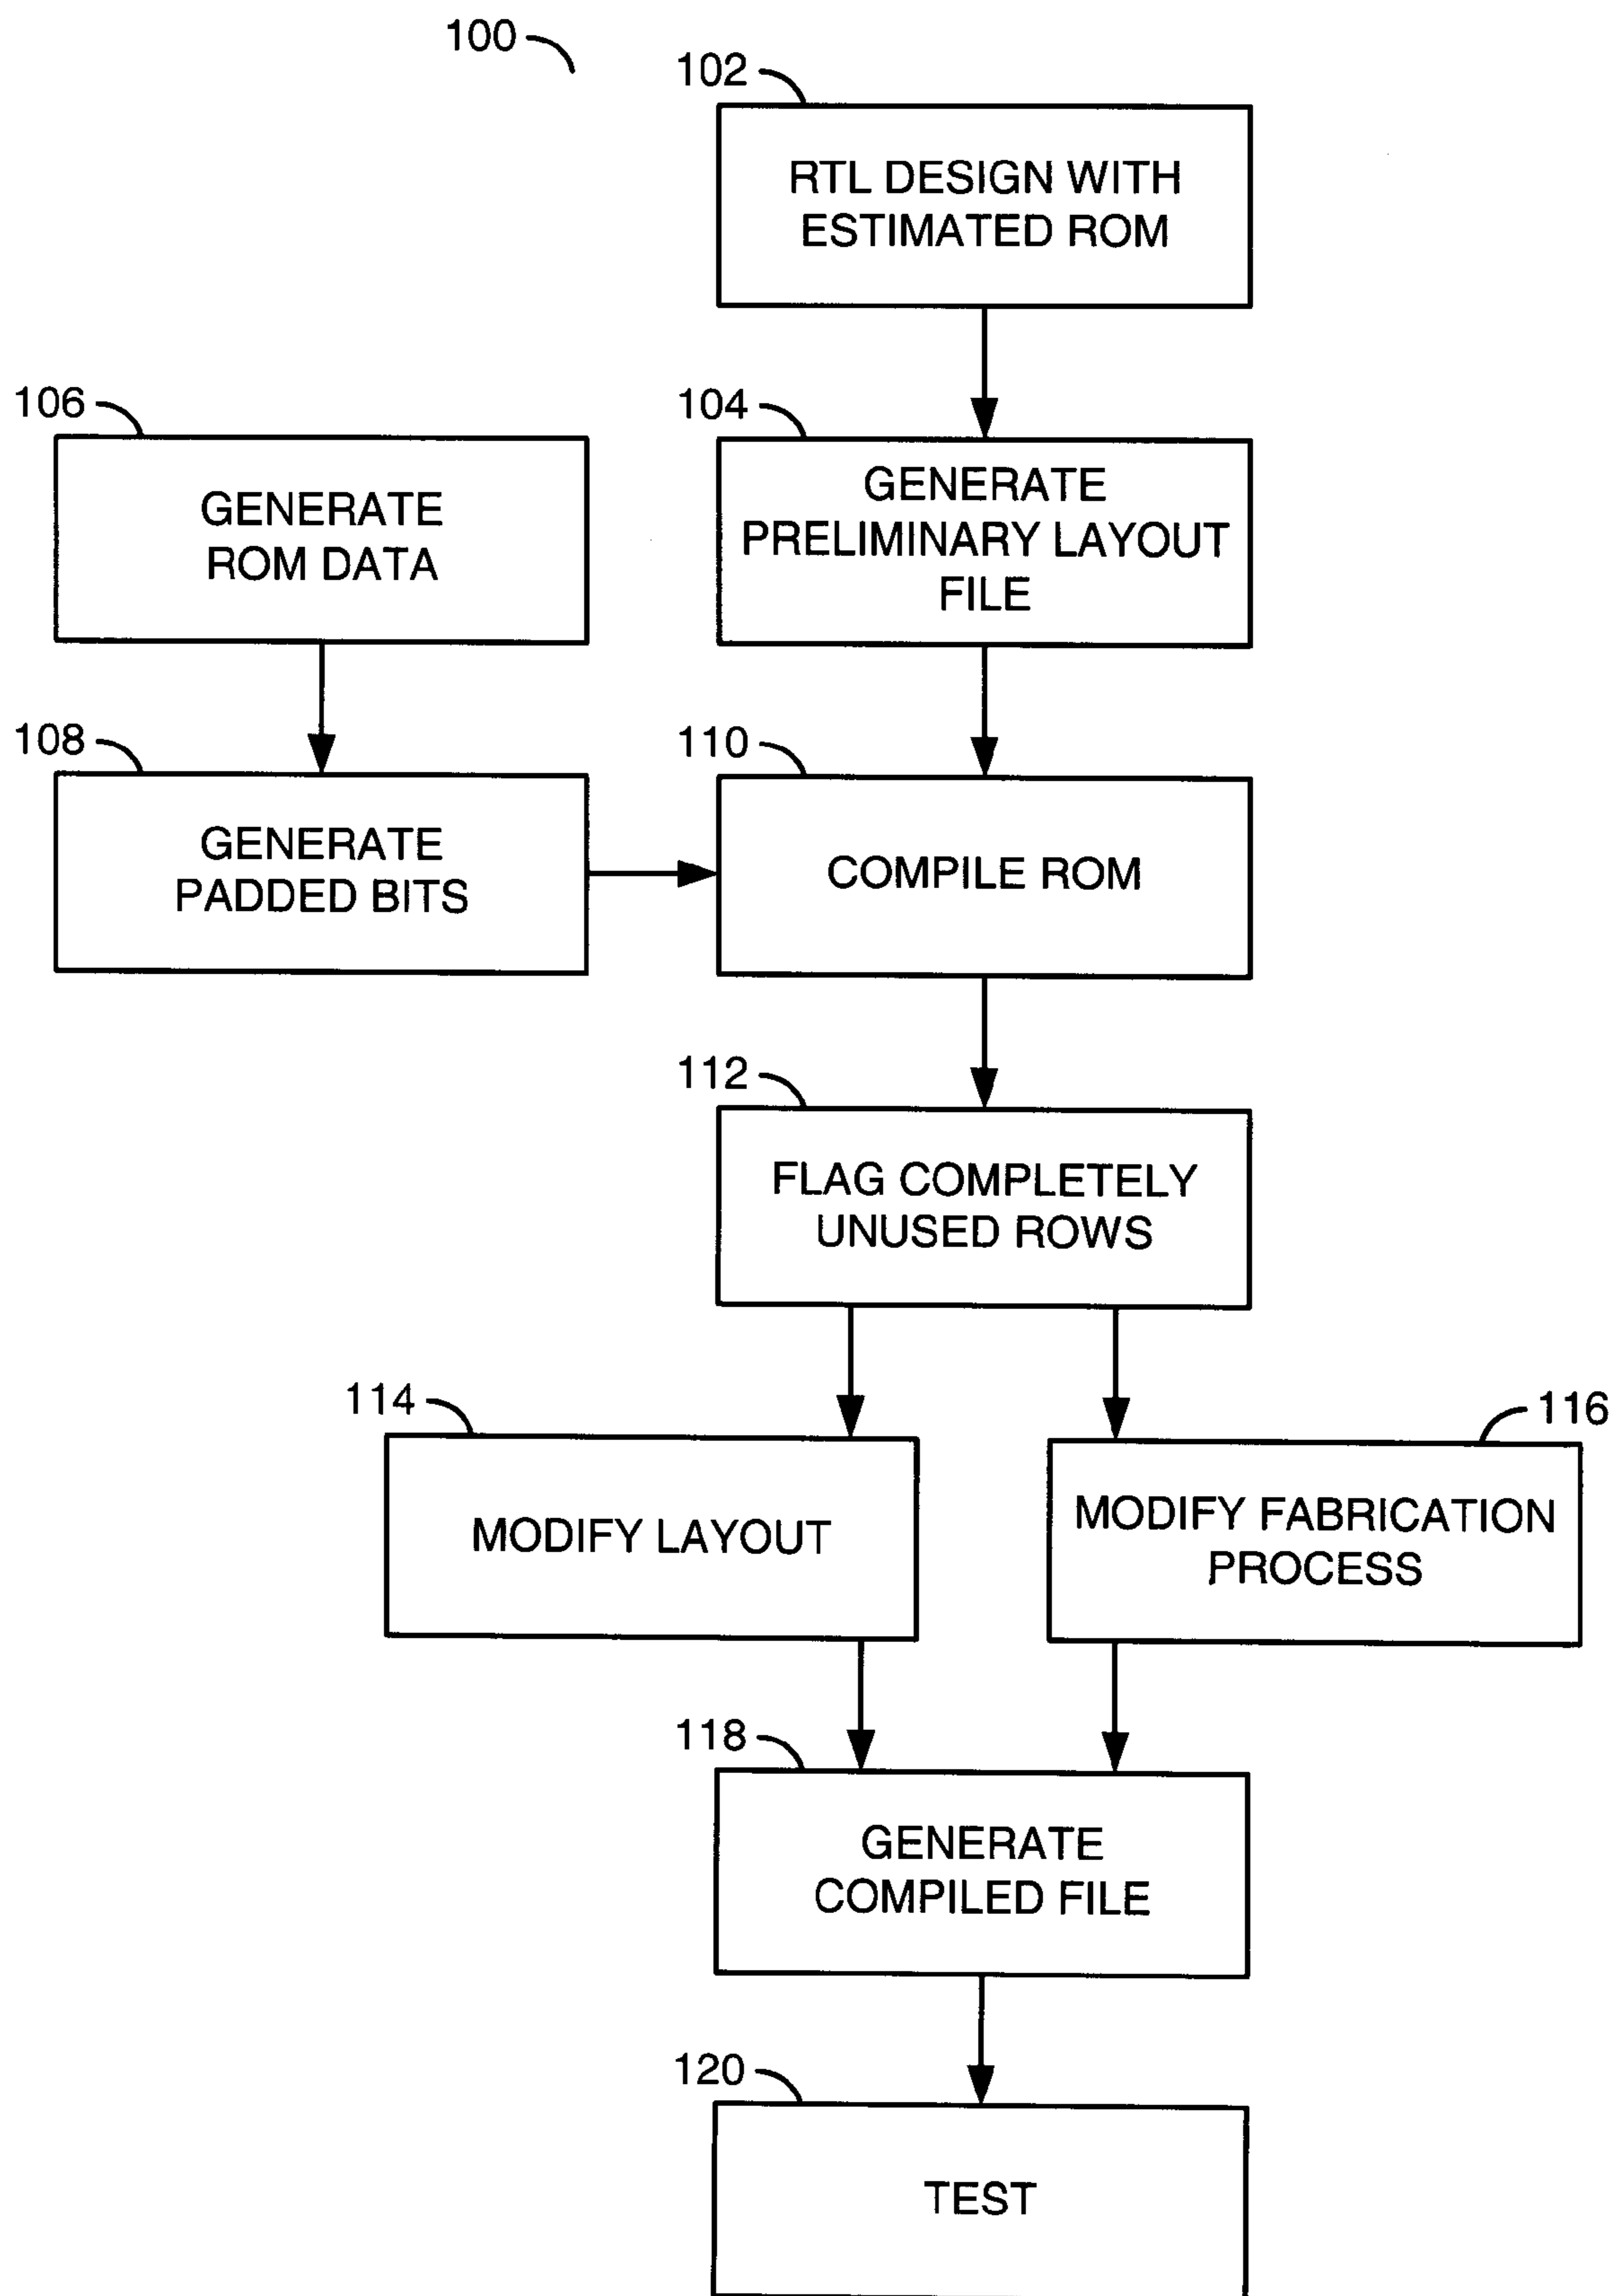 100
102
RTL DESIGN WITH
ESTIMATED ROM
106
104
GENERATE
ROM DATA
GENERATE
PRELIMINARY LAYOUT
FILE
108
110
GENERATE
PADDED BITS
COMPILE ROM
112
FLAG COMPLETELY
UNUSED ROWS
114
116
MODIFY LAYOUT
MODIFY FABRICATION
PROCESS
118
GENERATE
COMPILED FILE
120
TEST